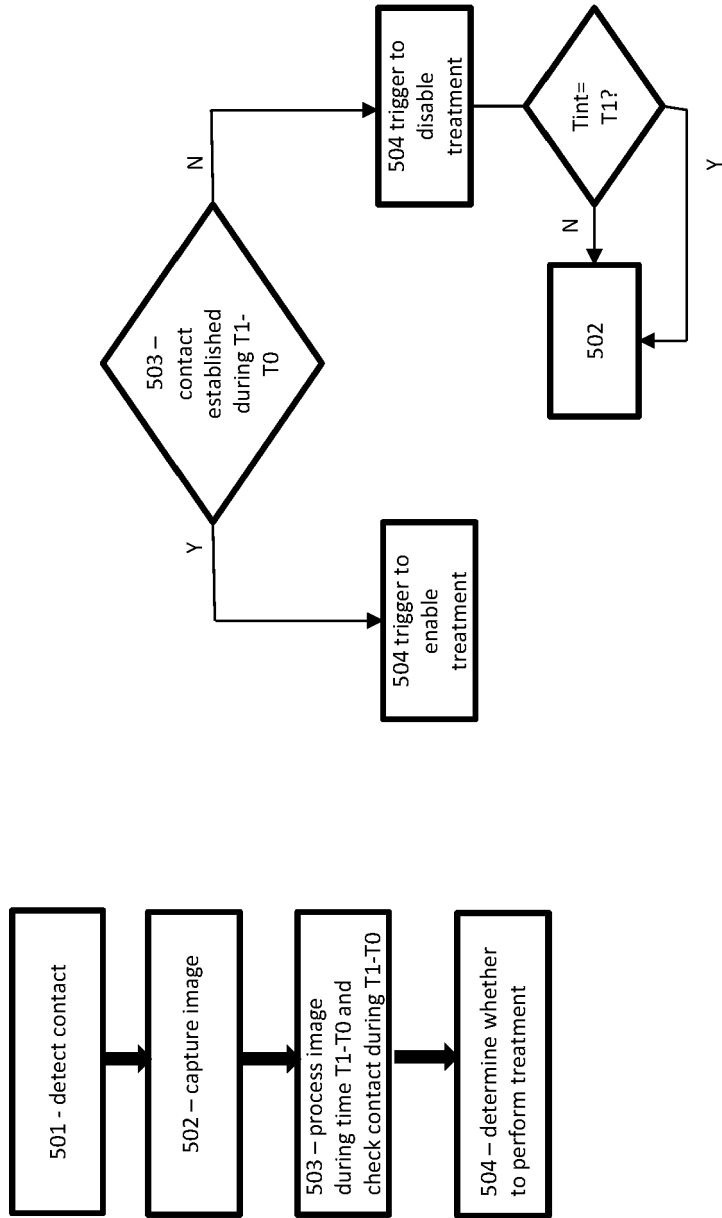 501 - detect contact
502 – capture image
503 – process image
during time T1-T0 and
check contact during T1-T0
504 – determine whether
to perform treatment
503 –
contact
established
during T1-
T0
Y
N
504 trigger to
enable
treatment
504 trigger to
disable
treatment
Tint=
T1?
N
Y
502